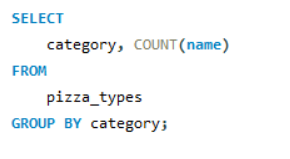 SELECT
    category, COUNT(name)
FROM
    pizza_types
GROUP BY category;